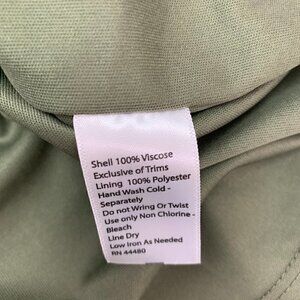 Shell 100% Viscose
Exclusive of Trims
Lining 100% Polyester
Hand Wash Cold -
Separately
Do not Wring Or Twist
Use only Non Chlorine -
Bleach
Line Dry
Low Iron As Needed
RN 44480